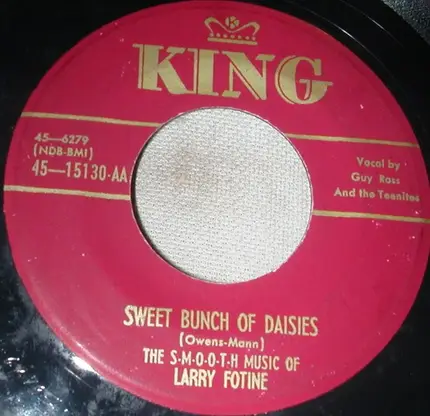 K
KING
45—6279
(NDB-BMI)
45—15130-AA
Vocal by
Guy Ross
And the Teenites
SWEET BUNCH OF DAISIES
(Owens-Mann)
THE S-M-O-O-T-H MUSIC OF
LARRY FOTINE